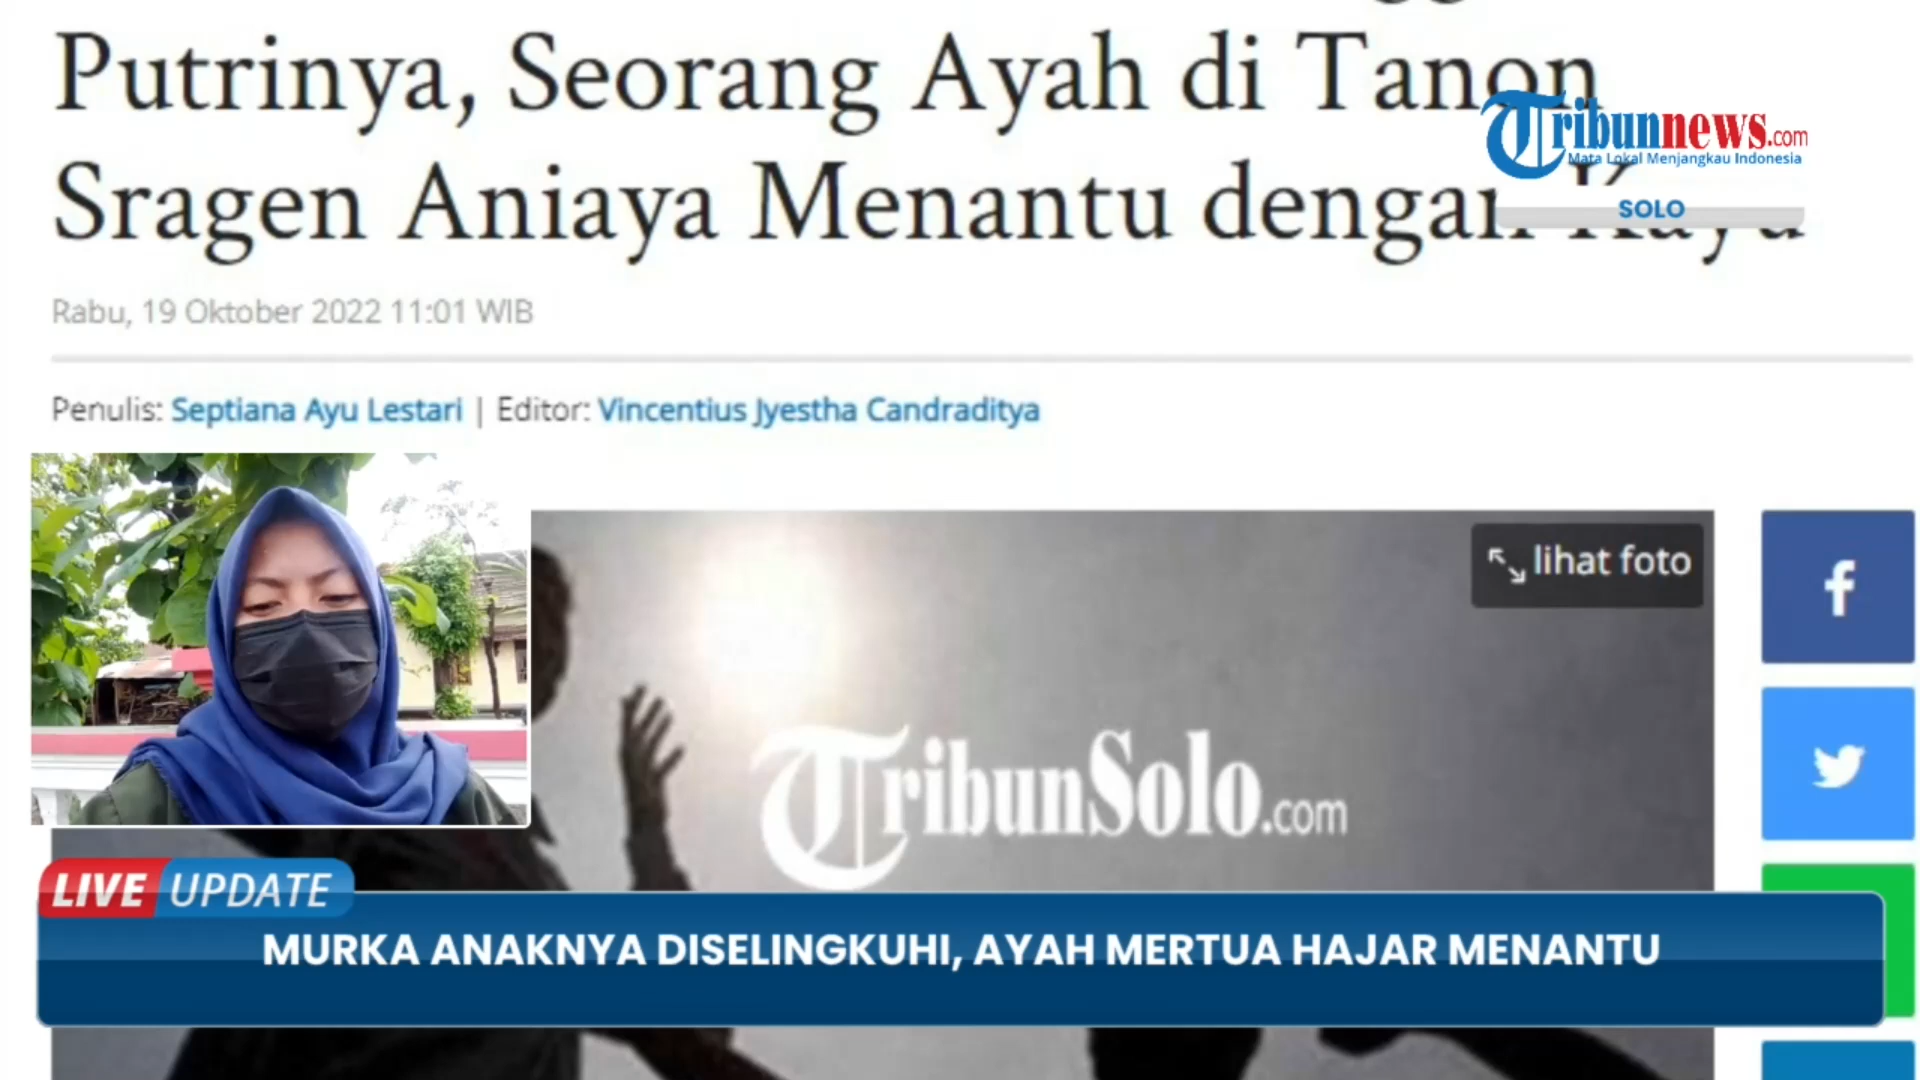 Putrinya, Seorang Ayah di Tanon
Sragen Aniaya Menantu dengan Kayu
Tribunnews.com
Mata Lokal Menjangkau Indonesia
SOLO
Rabu, 19 Oktober 2022 11:01 WIB
Penulis: Septiana Ayu Lestari | Editor: Vincentius Jyestha Candraditya
lihat foto
TribunSolo.com
LIVE UPDATE
MURKA ANAKNYA DISELINGKUHI, AYAH MERTUA HAJAR MENANTU